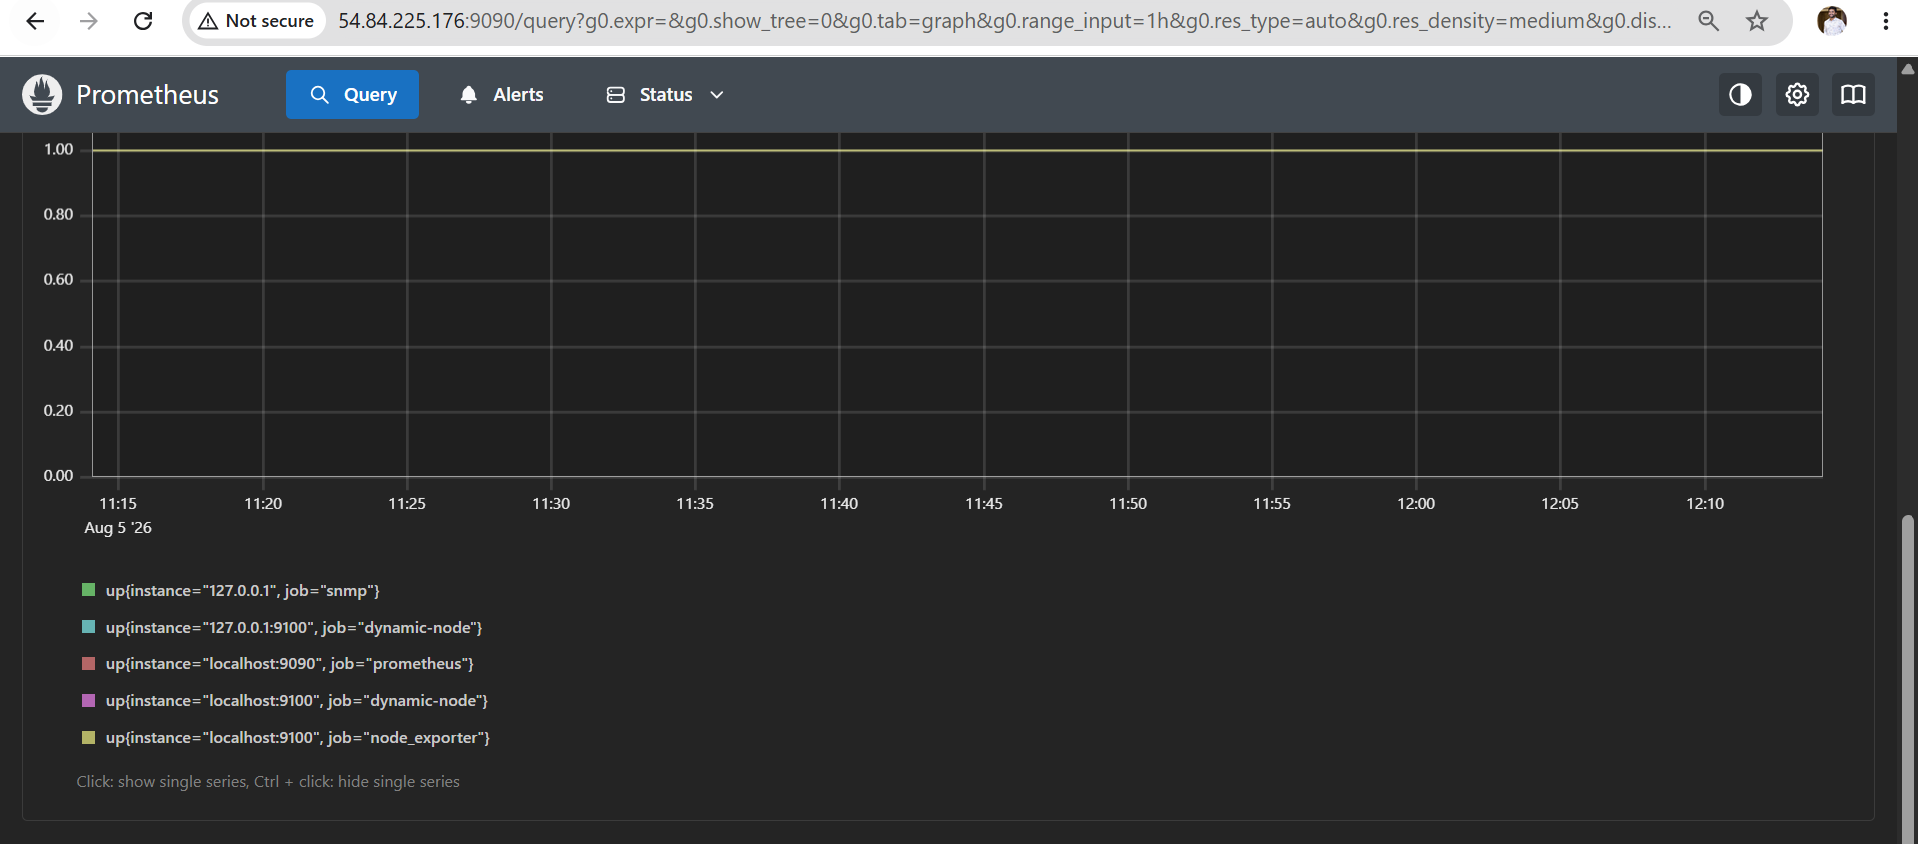 Not secure 54.84.225.176:9090/query?g0.expr=&g0.show_tree=0&g0.tab=graph&g0.range_input=1h&g0.res_type=auto&g0.res_density=medium&g0.dis...
Prometheus Query Alerts Status
1.00
0.80
0.60
0.40
0.20
0.00
11:15 11:20 11:25 11:30 11:35 11:40 11:45 11:50 11:55 12:00 12:05 12:10
Aug 5 '26
up{instance="127.0.0.1", job="snmp"}
up{instance="127.0.0.1:9100", job="dynamic-node"}
up{instance="localhost:9090", job="prometheus"}
up{instance="localhost:9100", job="dynamic-node"}
up{instance="localhost:9100", job="node_exporter"}
Click: show single series, Ctrl + click: hide single series